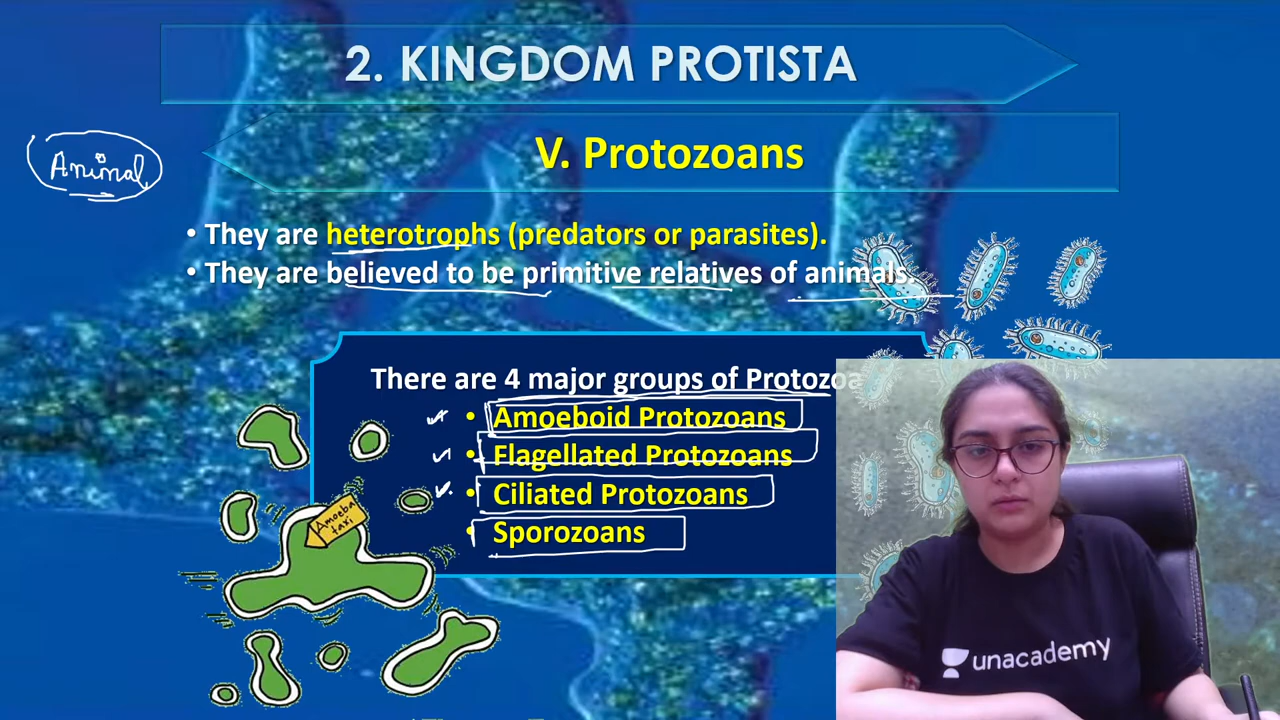 2. KINGDOM PROTISTA
V. Protozoans
Animal
• They are heterotrophs (predators or parasites).
• They are believed to be primitive relatives of animals
There are 4 major groups of Protozoa
• Amoeboid Protozoans
• Flagellated Protozoans
• Ciliated Protozoans
• Sporozoans
Amoeba
taxi
unacademy